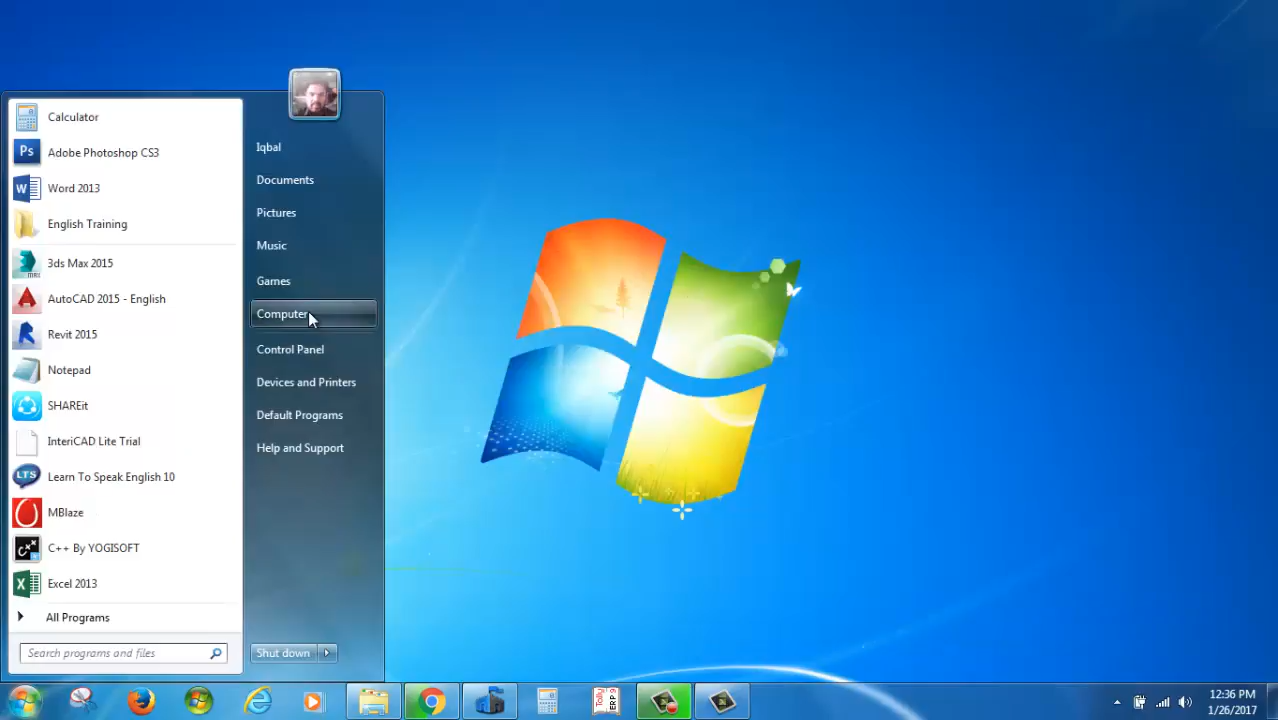 Calculator
Ps Adobe Photoshop CS3
W Word 2013
English Training
3ds Max 2015
AutoCAD 2015 - English
Revit 2015
Notepad
SHAREit
InteriCAD Lite Trial
LTS Learn To Speak English 10
MBlaze
C++ By YOGISOFT
Excel 2013
All Programs
Search programs and files
Iqbal
Documents
Pictures
Music
Games
Computer
Control Panel
Devices and Printers
Default Programs
Help and Support
Shut down
12:36 PM
1/26/2017